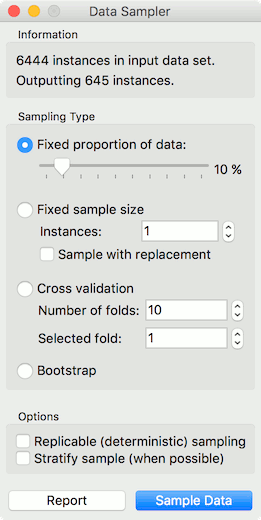 Data Sampler
Information
6444 instances in input data set.
Outputting 645 instances.
Sampling Type
Fixed proportion of data:
10 %
Fixed sample size
Instances: 1
Sample with replacement
Cross validation
Number of folds: 10
Selected fold: 1
Bootstrap
Options
Replicable (deterministic) sampling
Stratify sample (when possible)
Report Sample Data